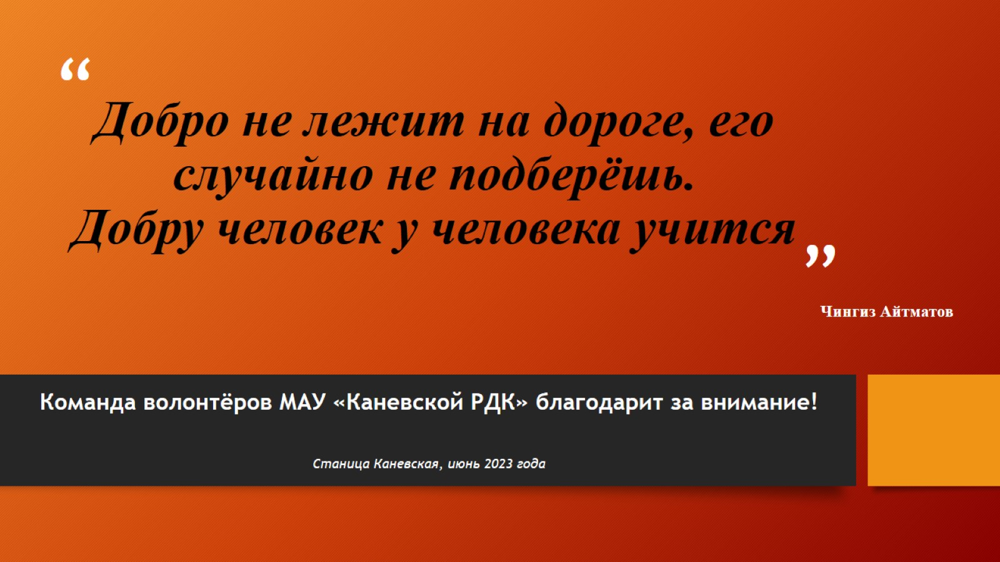 “
Добро не лежит на дороге, его
случайно не подберёшь.
Добру человек у человека учится
”
Чингиз Айтматов
Команда волонтёров МАУ «Каневской РДК» благодарит за внимание!
Станица Каневская, июнь 2023 года